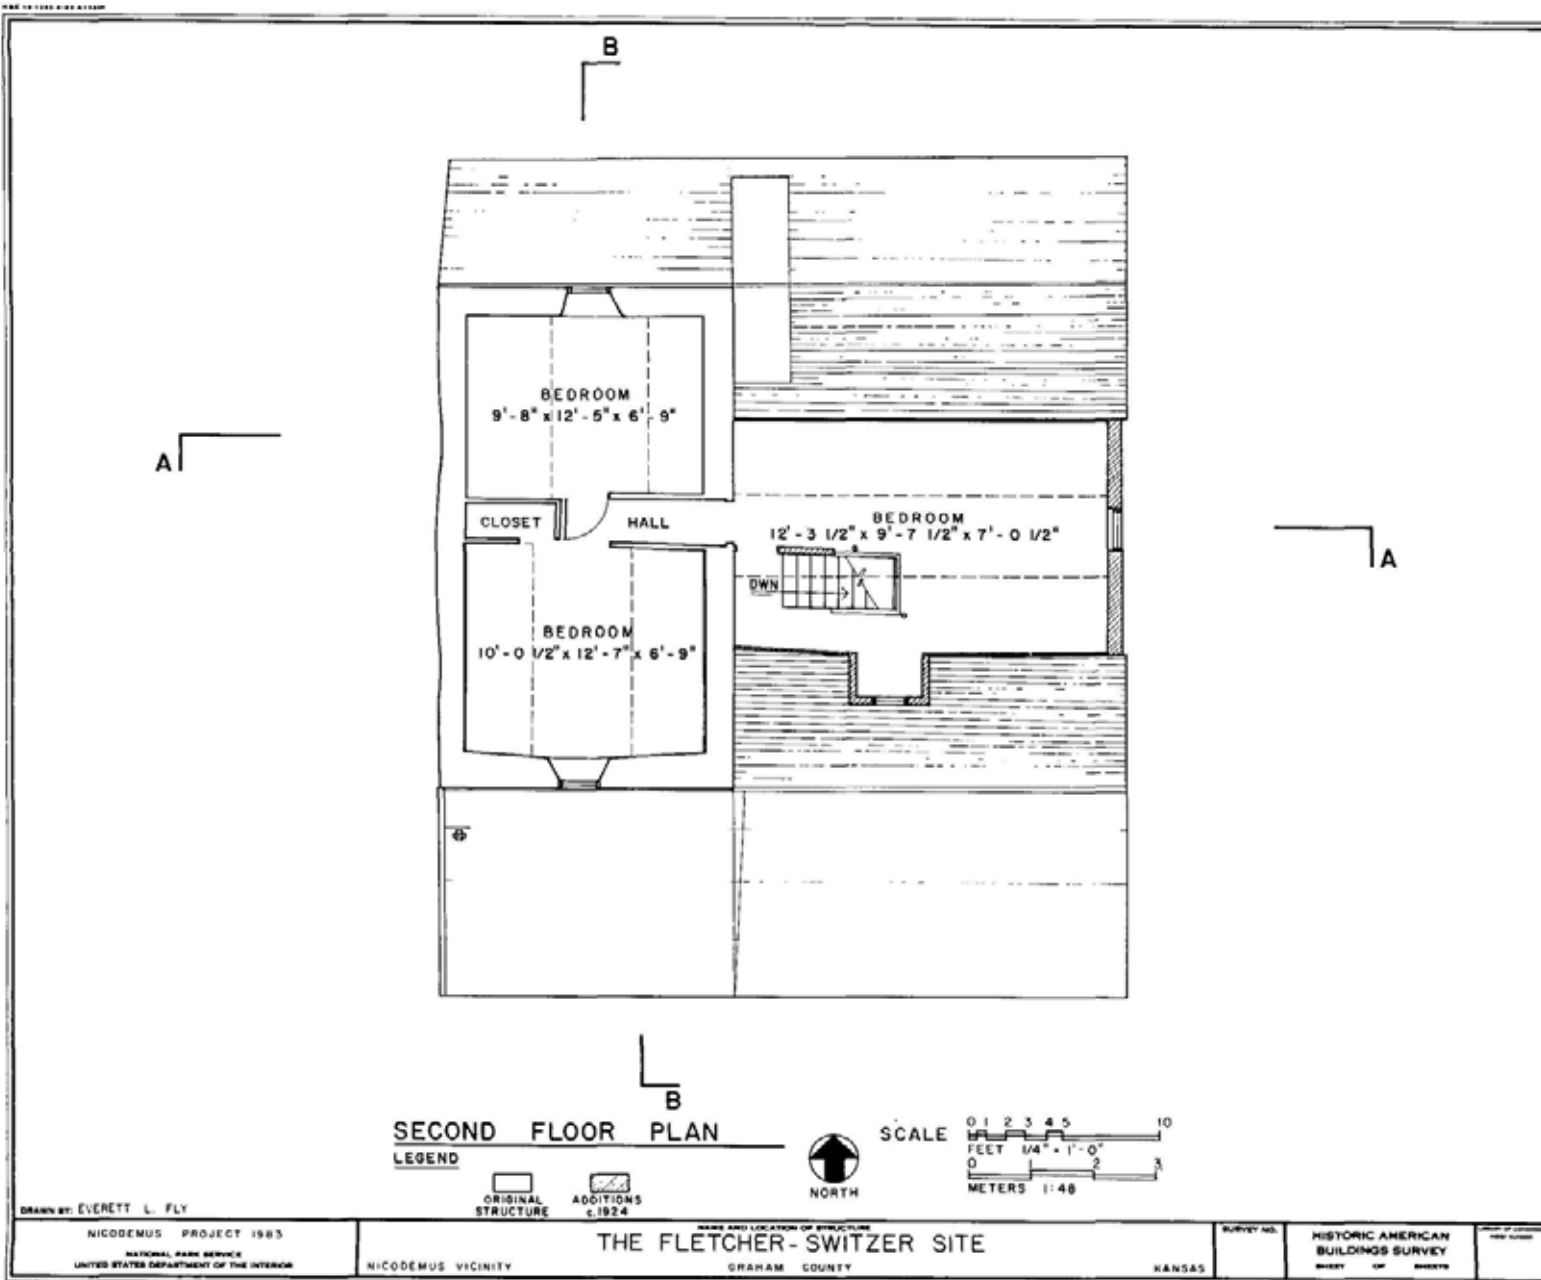 B
BEDROOM
9'-8" x 12'-5" x 6'-9"
A
CLOSET
HALL
BEDROOM
12'-3 1/2" x 9'-7 1/2" x 7'-0 1/2"
A
DWN
BEDROOM
10'-0 1/2" x 12'-7" x 6'-9"
B
SECOND FLOOR PLAN
LEGEND
ORIGINAL
STRUCTURE
ADDITIONS
c.1924
NORTH
SCALE
0 1 2 3 4 5 10
FEET 1/4" = 1'-0"
0 1 2 3
METERS 1:48
DRAWN BY: EVERETT L. FLY
NICODEMUS PROJECT 1983
NATIONAL PARK SERVICE
UNITED STATES DEPARTMENT OF THE INTERIOR
NAME AND LOCATION OF STRUCTURE
THE FLETCHER-SWITZER SITE
NICODEMUS VICINITY GRAHAM COUNTY KANSAS
SURVEY NO.
HISTORIC AMERICAN
BUILDINGS SURVEY
SHEET OF SHEETS